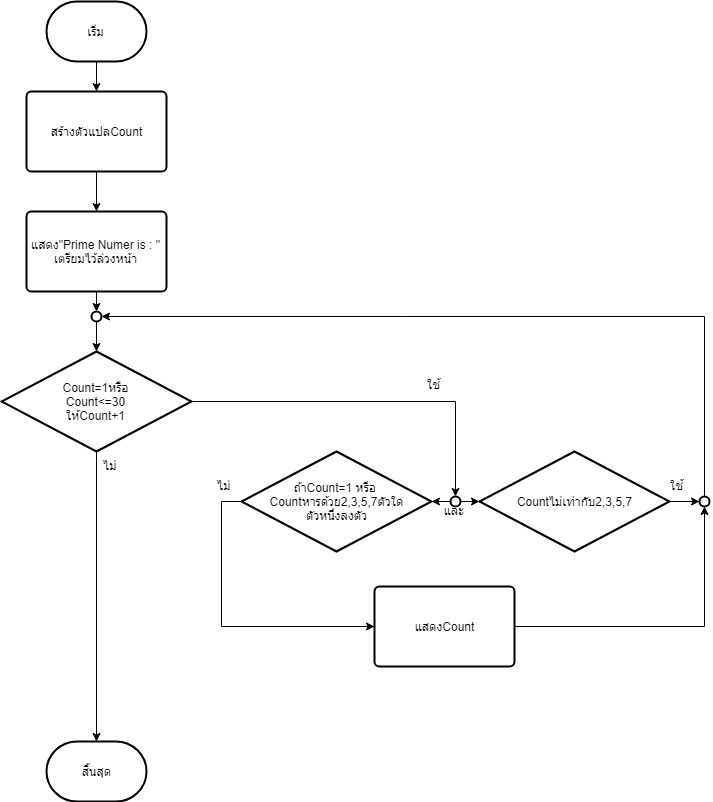 เริ่ม
สร้างตัวแปลCount
แสดง"Prime Numer is : "
เตรียมไว้ล่วงหน้า
Count=1หรือ
Count<=30
ให้Count+1
ใช้
ไม่
ไม่
ถ้าCount=1 หรือ
Countหารด้วย2,3,5,7ตัวใด
ตัวหนึ่งลงตัว
และ
Countไม่เท่ากับ2,3,5,7
ใช้
แสดงCount
สิ้นสุด